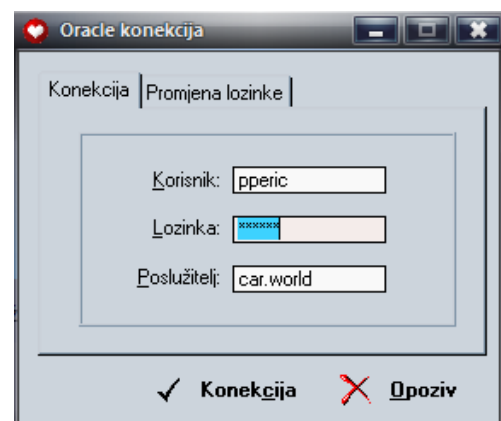 Oracle konekcija
Konekcija Promjena lozinke
Korisnik: pperic
Lozinka: ******
Poslužitelj: car.world
Konekcija Opoziv